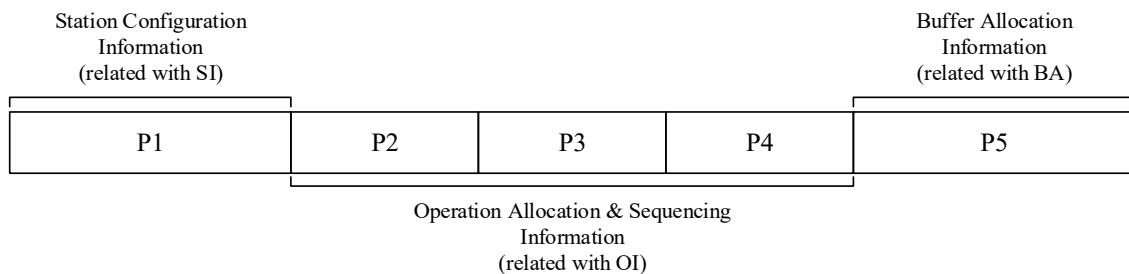 Station Configuration
Information
(related with SI)
Buffer Allocation
Information
(related with BA)
P1
P2
P3
P4
P5
Operation Allocation & Sequencing
Information
(related with OI)